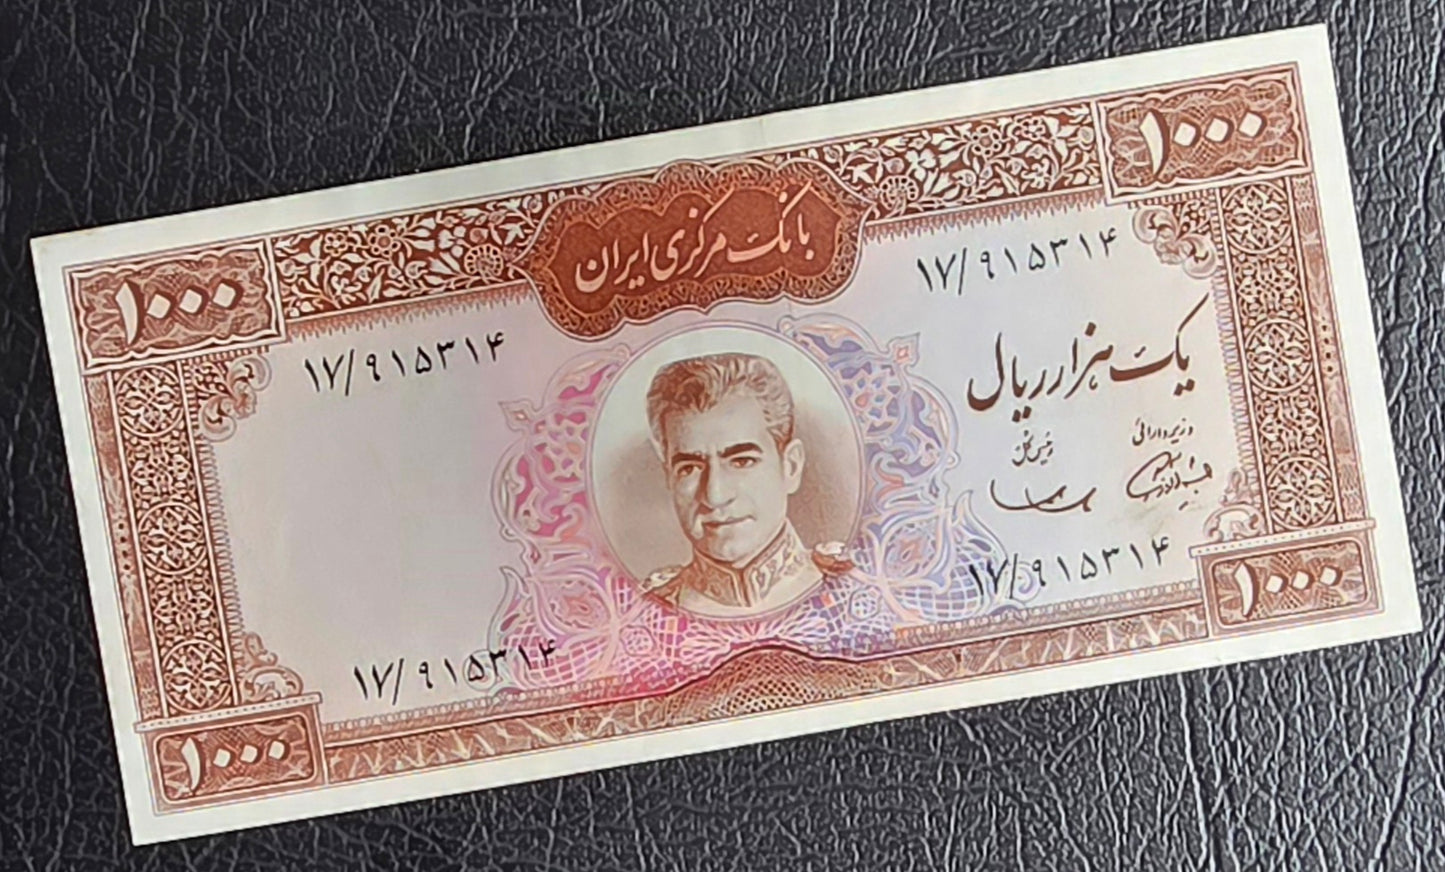 ۱۰۰۰
بانک مرکزی ایران
۱۰۰۰
۱۷/۹۱۵۳۱۴
۱۷/۹۱۵۳۱۴
یک هزار ریال
وزیر دارائی
رئیس کل
۱۷/۹۱۵۳۱۴
۱۷/۹۱۵۳۱۴
۱۰۰۰
۱۰۰۰